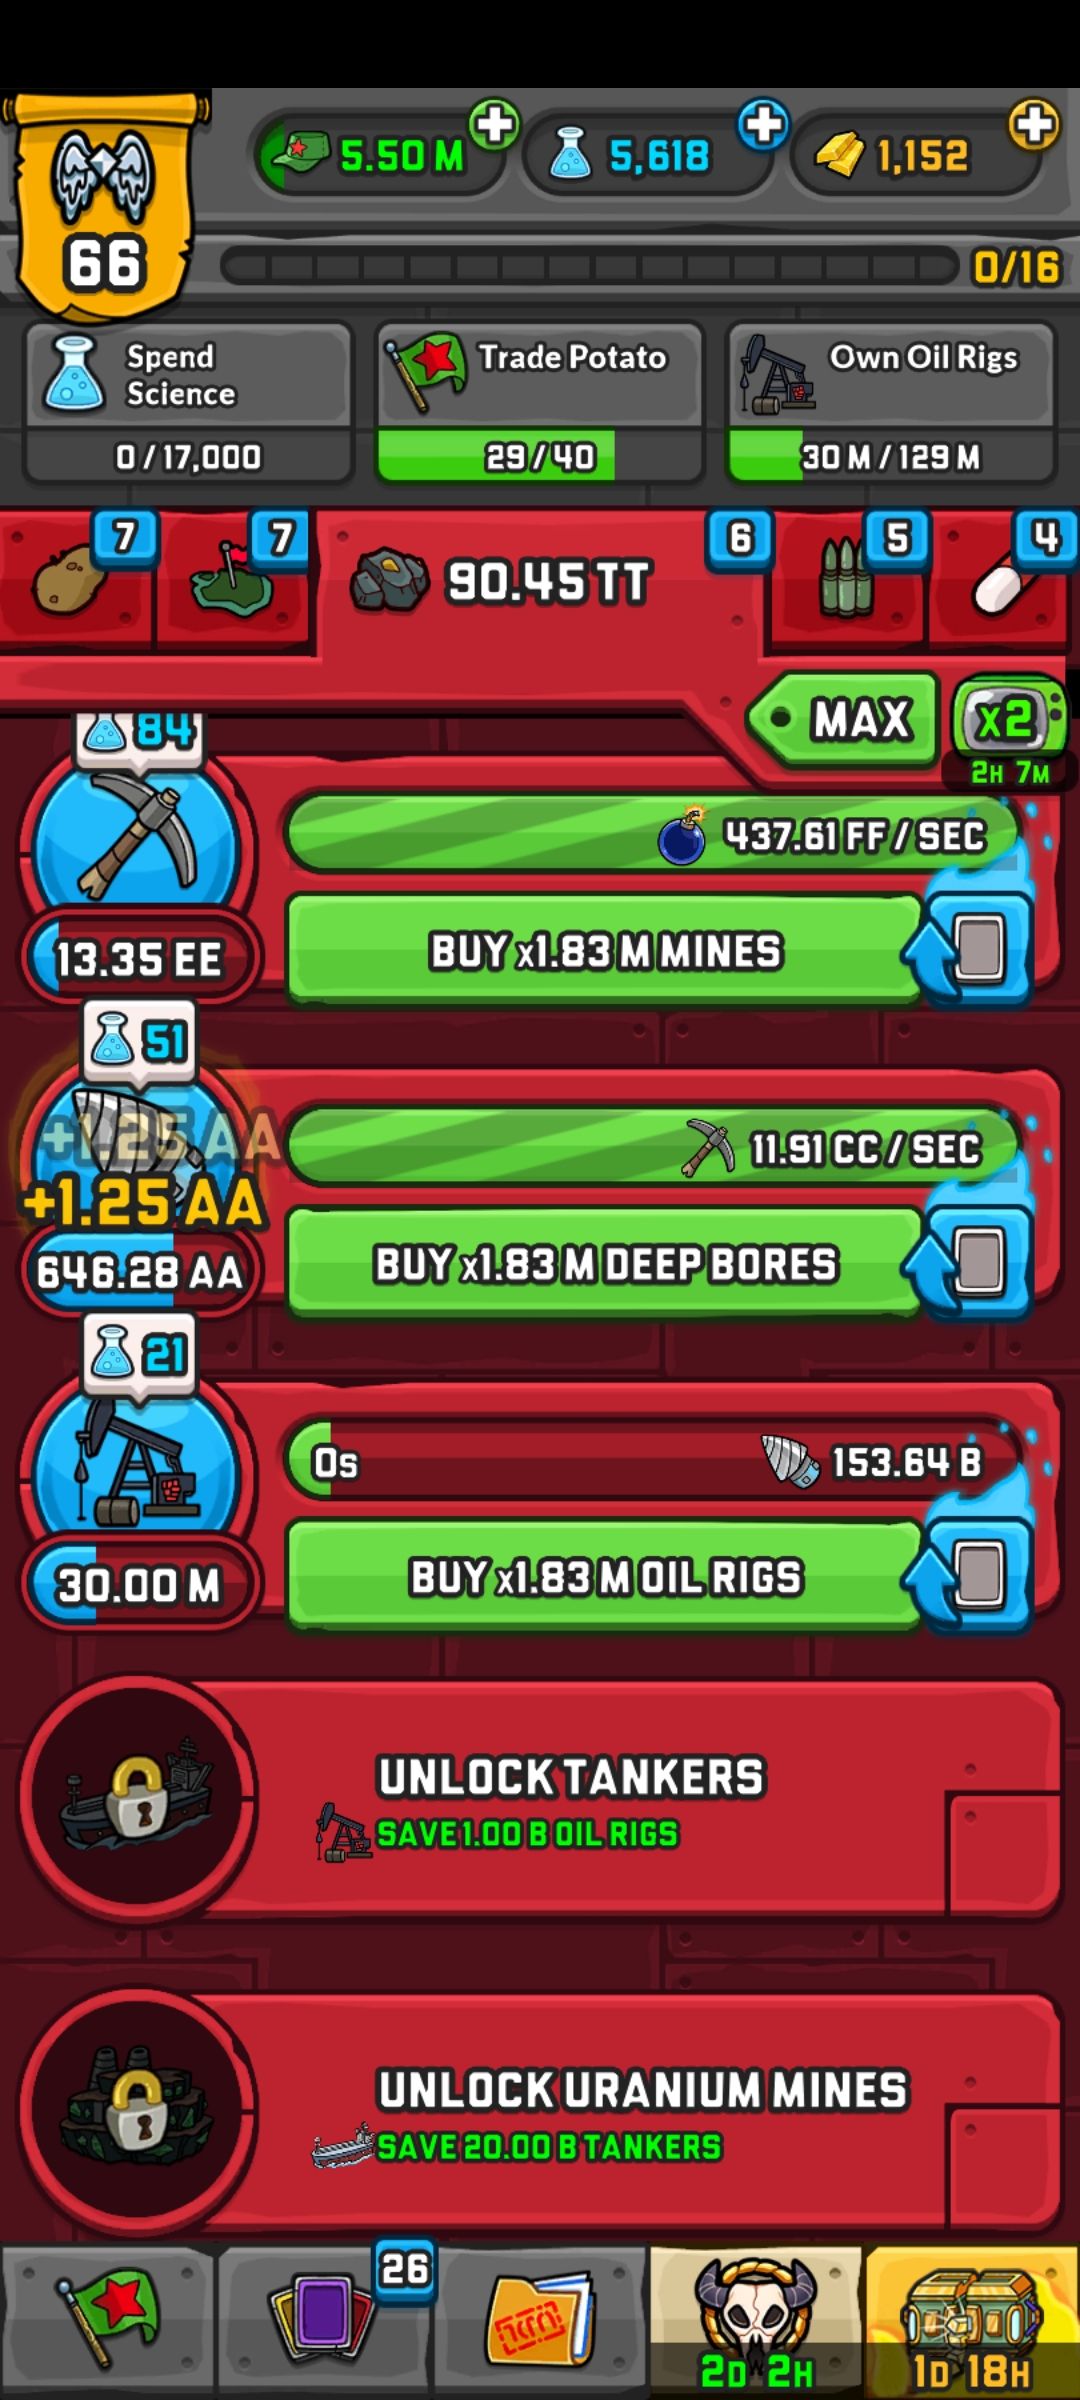 5.50 M
5,618
1,152
66
0/16
Spend
Science
0 / 17,000
Trade Potato
29 / 40
Own Oil Rigs
30 M / 129 M
7
7
90.45 TT
6
5
4
MAX
x2
2H 7M
84
437.61 FF / SEC
BUY x1.83 M MINES
13.35 EE
51
+1.25 AA
+1.25 AA
11.91 CC / SEC
BUY x1.83 M DEEP BORES
646.28 AA
21
0s
153.64 B
BUY x1.83 M OIL RIGS
30.00 M
UNLOCK TANKERS
SAVE 1.00 B OIL RIGS
UNLOCK URANIUM MINES
SAVE 20.00 B TANKERS
26
2D 2H
1D 18H